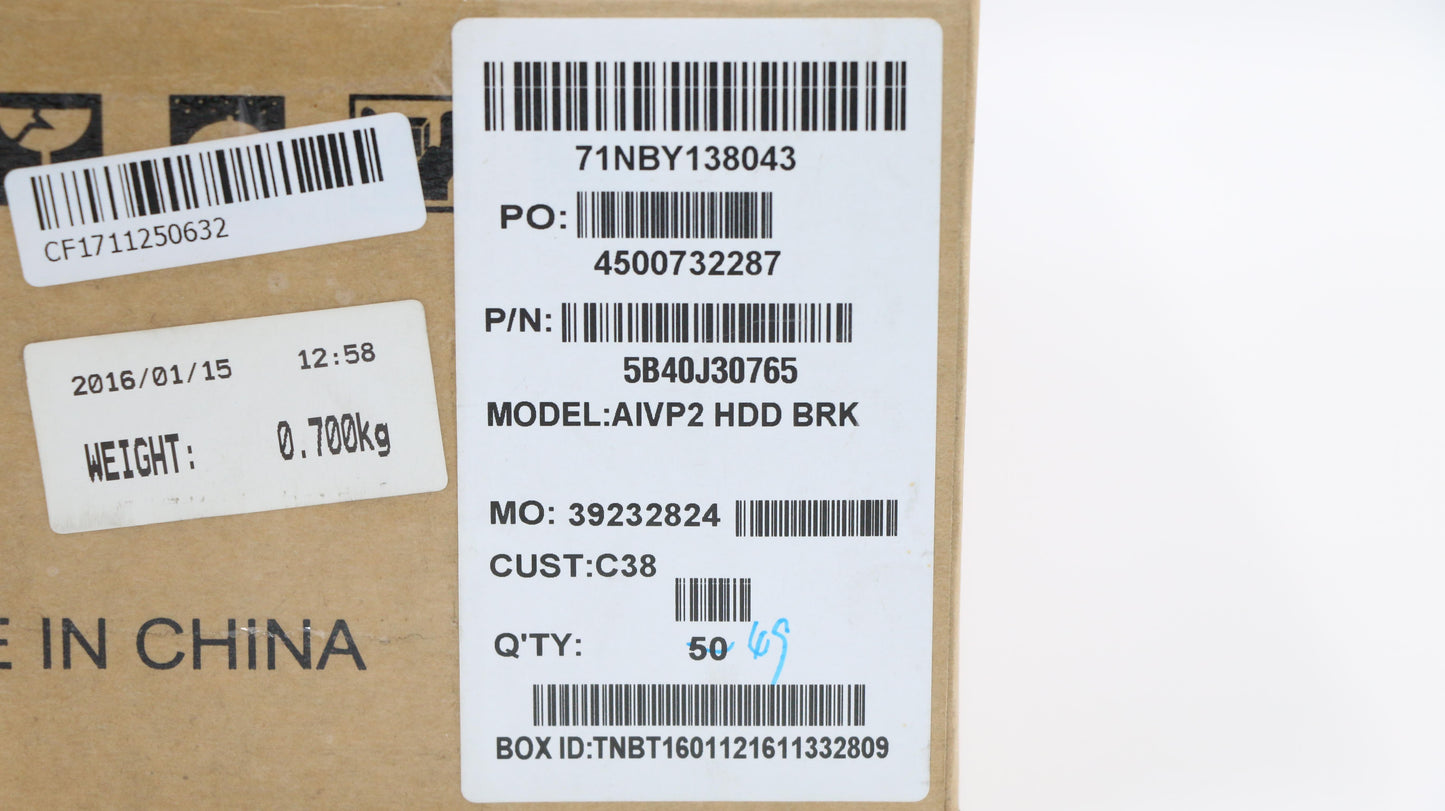 CF1711250632
2016/01/15 12:58
WEIGHT: 0.700kg
E IN CHINA
71NBY138043
PO:
4500732287
P/N:
5B40J30765
MODEL:AIVP2 HDD BRK
MO: 39232824
CUST:C38
Q'TY: 50 49
BOX ID:TNBT1601121611332809